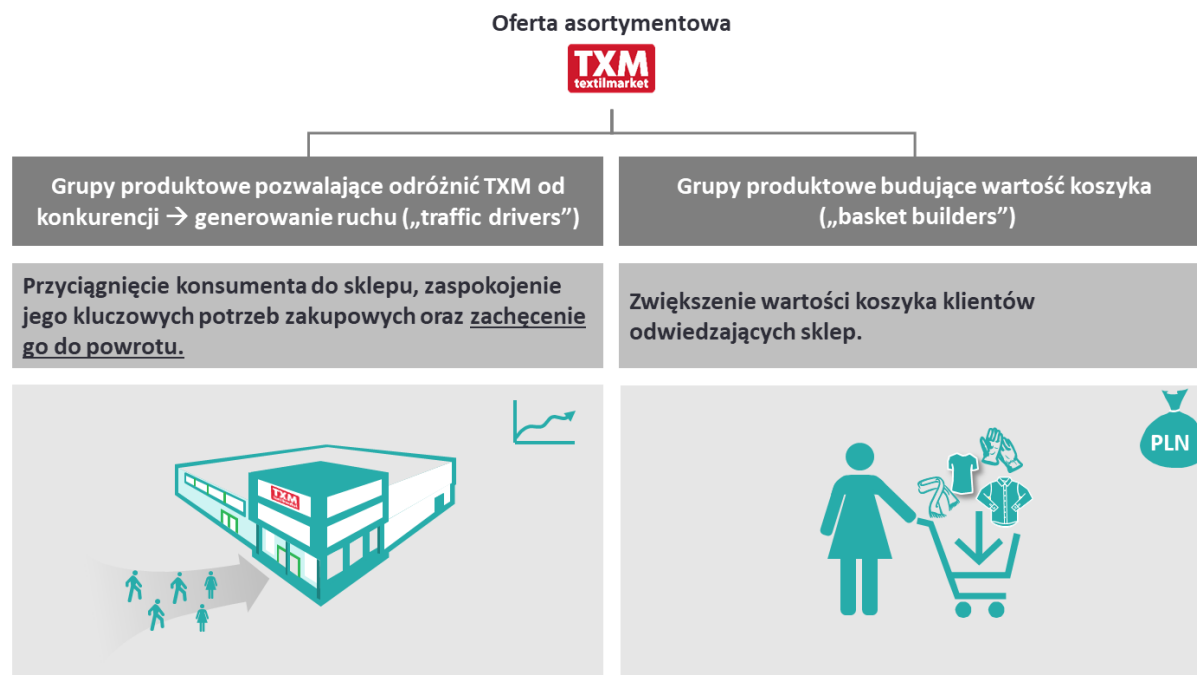 Oferta asortymentowa
TXM
textilmarket
Grupy produktowe pozwalające odróżnić TXM od
konkurencji → generowanie ruchu („traffic drivers”)
Grupy produktowe budujące wartość koszyka
(„basket builders”)
Przyciągnięcie konsumenta do sklepu, zaspokojenie
jego kluczowych potrzeb zakupowych oraz zachęcenie
go do powrotu.
Zwiększenie wartości koszyka klientów
odwiedzających sklep.
TXM
PLN